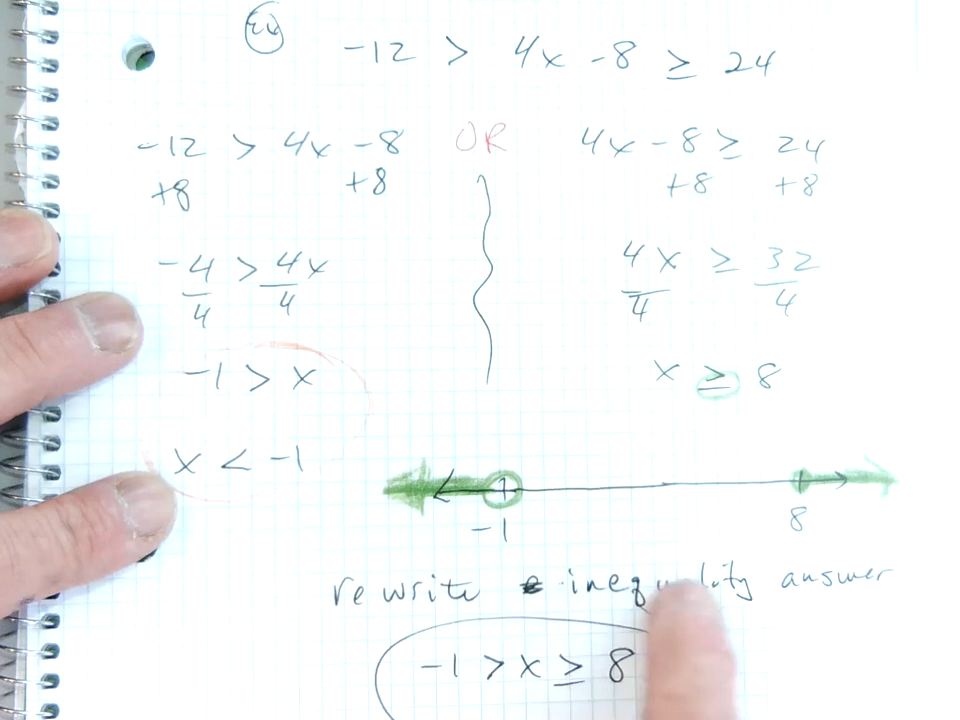 Ex
-12 > 4x - 8 ≥ 24
-12 > 4x - 8 OR 4x - 8 ≥ 24
+8 +8 +8 +8
-4 > 4x 4x ≥ 32
4 4 4 4
-1 > x x ≥ 8
x < -1
-1 8
rewrite inequality answer
-1 > x ≥ 8